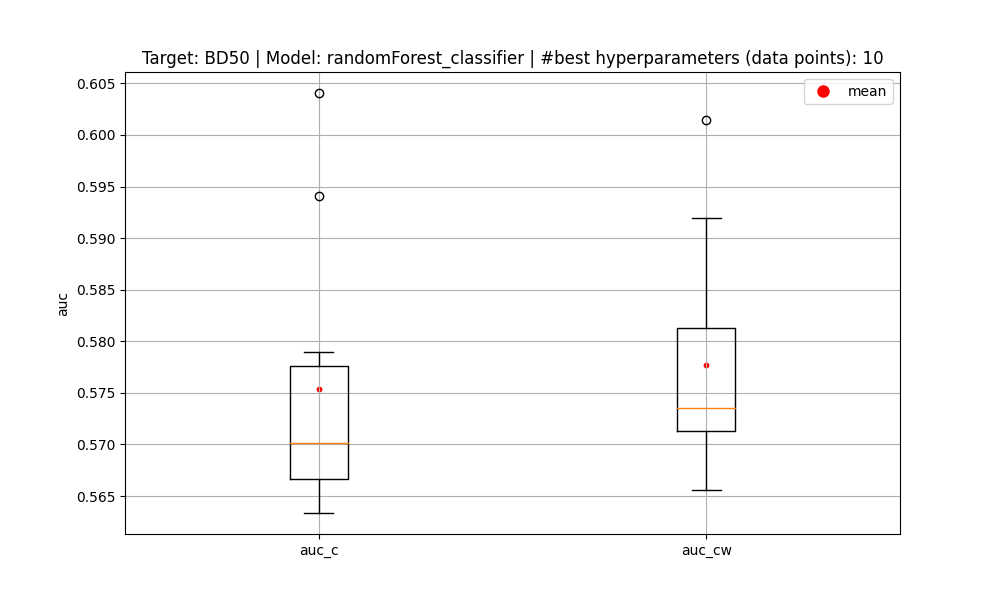 Target: BD50 | Model: randomForest_classifier | #best hyperparameters (data points): 10
mean
0.605
0.600
0.595
0.590
0.585
0.580
0.575
0.570
0.565
auc
auc_c
auc_cw